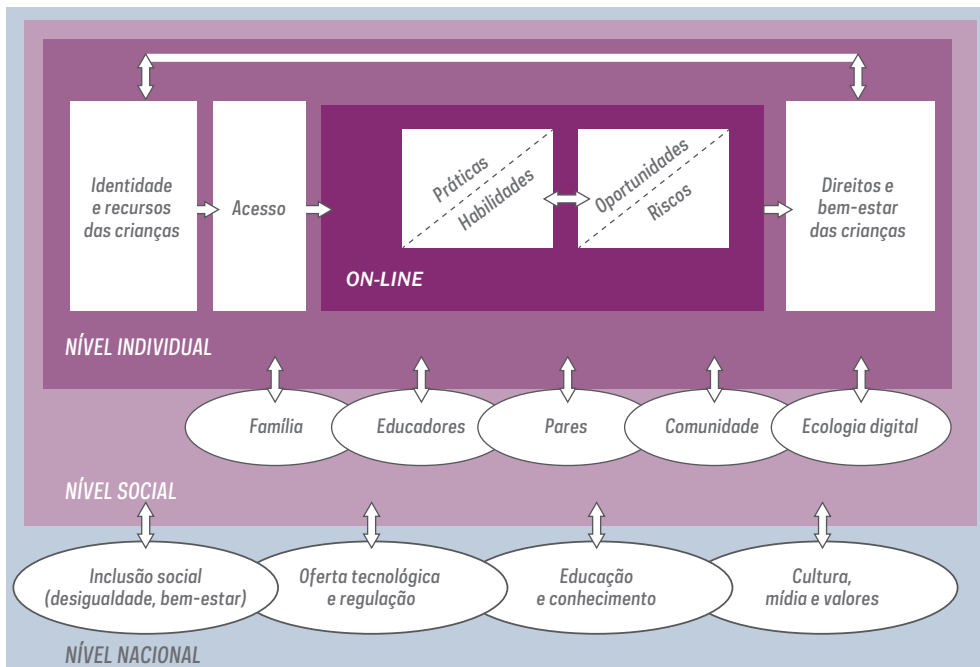 Identidade
e recursos
das crianças
Acesso
Práticas
Habilidades
Oportunidades
Riscos
Direitos e
bem-estar
das crianças
ON-LINE
NÍVEL INDIVIDUAL
Família
Educadores
Pares
Comunidade
Ecologia digital
NÍVEL SOCIAL
Inclusão social
(desigualdade, bem-estar)
Oferta tecnológica
e regulação
Educação
e conhecimento
Cultura,
mídia e valores
NÍVEL NACIONAL